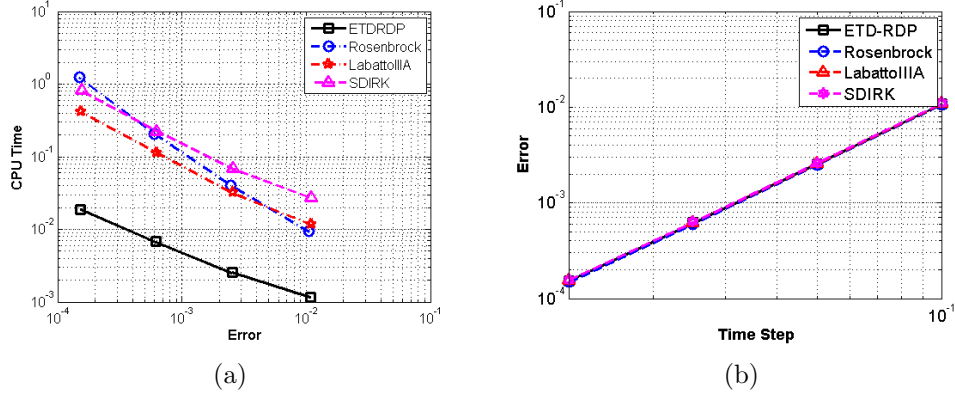 10^1
10^0
10^-1
10^-2
10^-3
CPU Time
10^-4
10^-3
10^-2
10^-1
Error
ETDRDP
Rosenbrock
LabattoIIIA
SDIRK
(a)
10^-1
10^-2
10^-3
10^-4
Error
10^-1
Time Step
ETD-RDP
Rosenbrock
LabattoIIIA
SDIRK
(b)